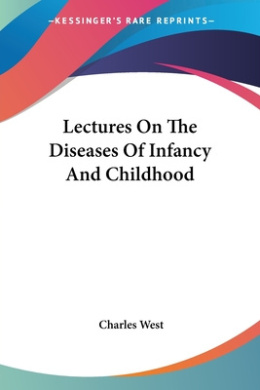 •KESSINGER'S RARE REPRINTS•
Lectures On The
Diseases Of Infancy
And Childhood
Charles West